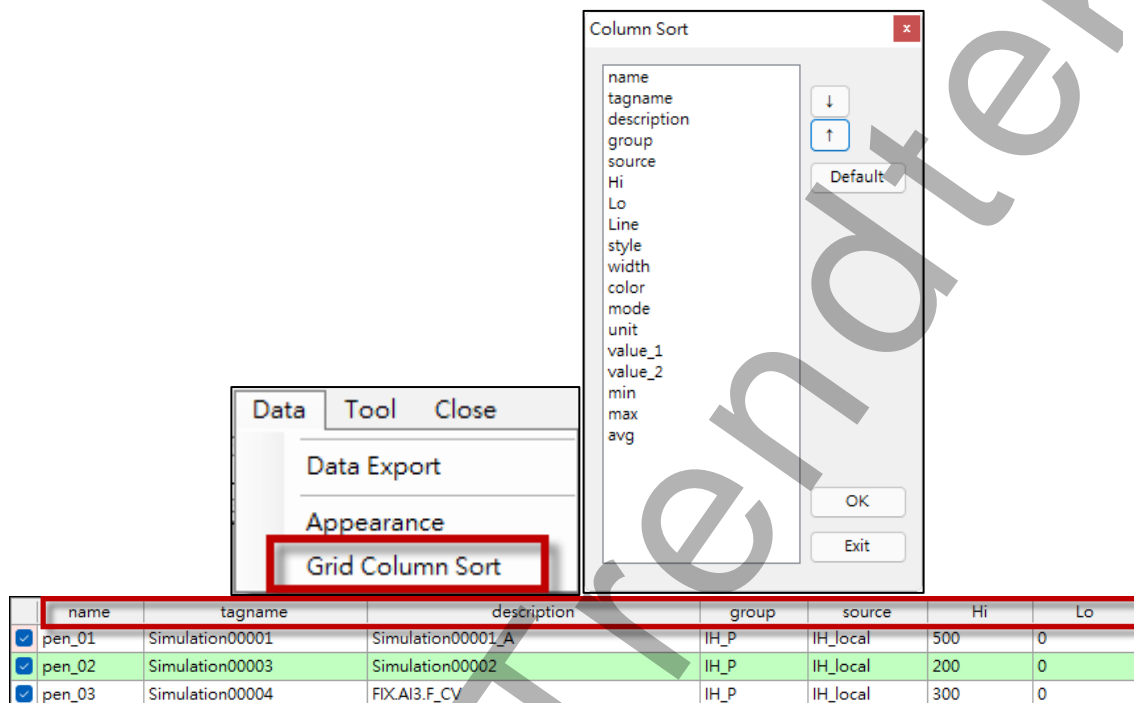 Column Sort
name
tagname
description
group
source
Hi
Lo
Line
style
width
color
mode
unit
value_1
value_2
min
max
avg
↓
↑
Default
OK
Exit
Data Tool Close
Data Export
Appearance
Grid Column Sort
name tagname description group source Hi Lo
pen_01 Simulation00001 Simulation00001_A IH_P IH_local 500 0
pen_02 Simulation00003 Simulation00002 IH_P IH_local 200 0
pen_03 Simulation00004 FIX.AI3.F_CV IH_P IH_local 300 0
Trendter